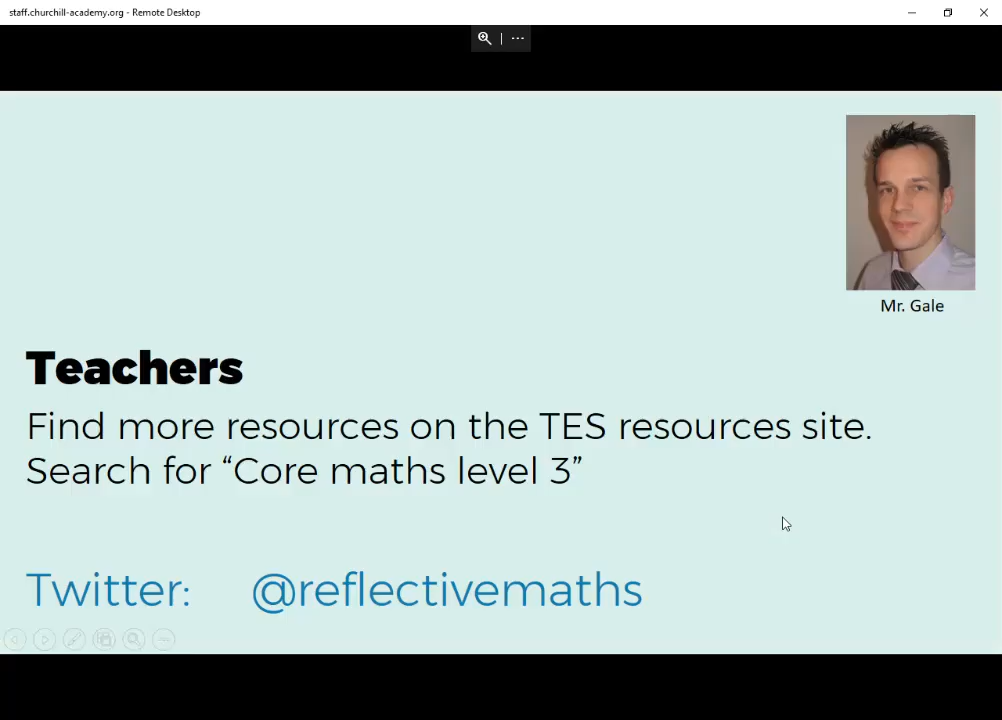 staff.churchill-academy.org - Remote Desktop
Mr. Gale
Teachers
Find more resources on the TES resources site.
Search for “Core maths level 3”
Twitter: @reflectivemaths